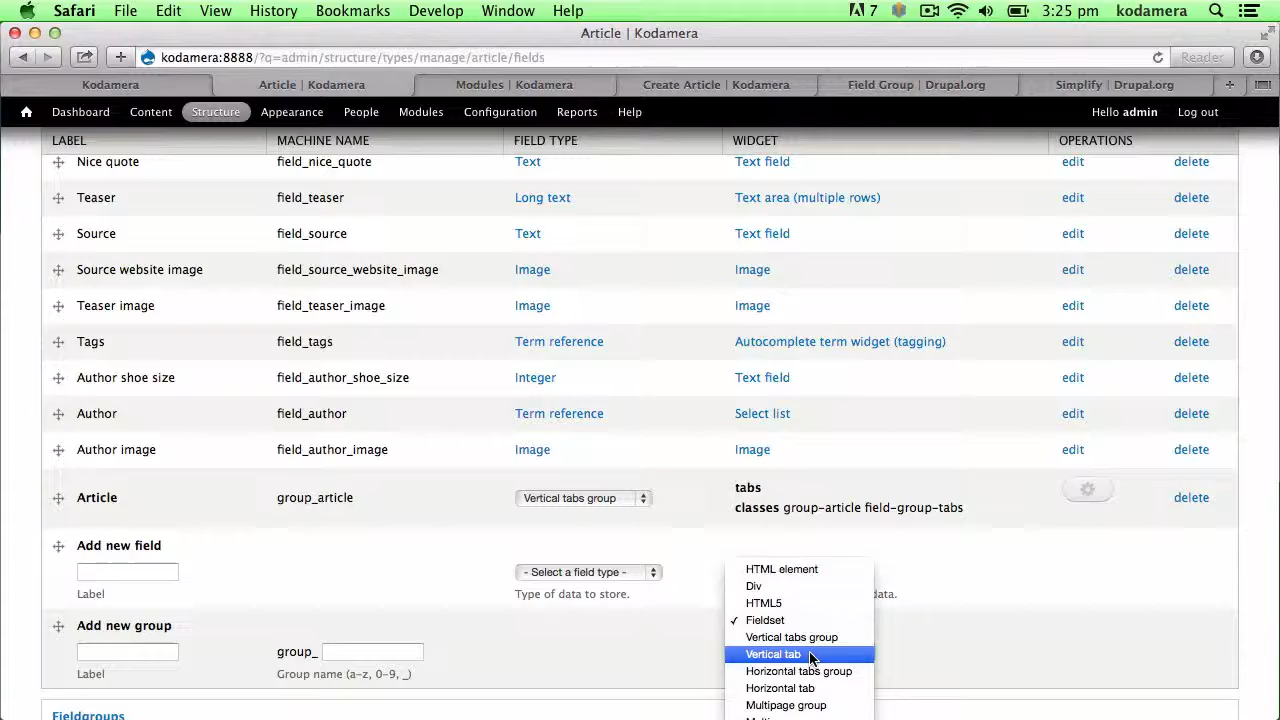 Safari File Edit View History Bookmarks Develop Window Help 7 3:25 pm kodamera
Article | Kodamera
kodamera:8888/?q=admin/structure/types/manage/article/fields Reader
Kodamera Article | Kodamera Modules | Kodamera Create Article | Kodamera Field Group | Drupal.org Simplify | Drupal.org
Dashboard Content Structure Appearance People Modules Configuration Reports Help Hello admin Log out
LABEL MACHINE NAME FIELD TYPE WIDGET OPERATIONS
Nice quote field_nice_quote Text Text field edit delete
Teaser field_teaser Long text Text area (multiple rows) edit delete
Source field_source Text Text field edit delete
Source website image field_source_website_image Image Image edit delete
Teaser image field_teaser_image Image Image edit delete
Tags field_tags Term reference Autocomplete term widget (tagging) edit delete
Author shoe size field_author_shoe_size Integer Text field edit delete
Author field_author Term reference Select list edit delete
Author image field_author_image Image Image edit delete
Article group_article Vertical tabs group tabs delete
classes group-article field-group-tabs
Add new field
- Select a field type -
Label Type of data to store. data.
Add new group
group_
Label Group name (a-z, 0-9, _)
HTML element
Div
HTML5
✓ Fieldset
Vertical tabs group
Vertical tab
Horizontal tabs group
Horizontal tab
Multipage group
Fieldgroups